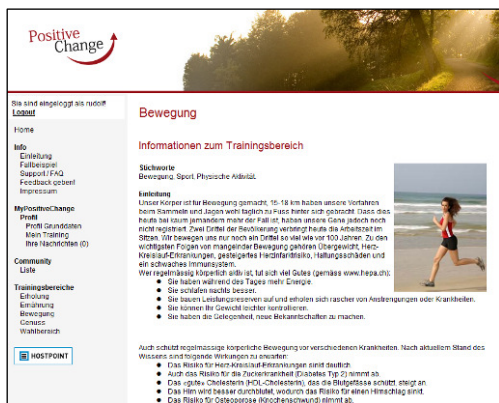 Positive
Change
Sie sind eingeloggt als rudolf!
Logout
Home
Info
Einleitung
Fallbeispiel
Support / FAQ
Feedback geben!
Impressum
MyPositiveChange
Profil
Profil Grunddaten
Mein Training
Ihre Nachrichten (0)
Community
Liste
Trainingsbereiche
Erholung
Ernährung
Bewegung
Genuss
Wahlbereich
HOSTPOINT
Bewegung
Informationen zum Trainingsbereich
Stichworte
Bewegung, Sport, Physische Aktivität.
Einleitung
Unser Körper ist für Bewegung gemacht, 15-18 km haben unsere Vorfahren
beim Sammeln und Jagen wohl täglich zu Fuss hinter sich gebracht. Dass dies
heute bei kaum jemandem mehr der Fall ist, haben unsere Gene jedoch noch
nicht registriert. Zwei Drittel der Bevölkerung verbringt heute die Arbeitszeit im
Sitzen. Wir bewegen uns nur noch ein Drittel so viel wie vor 100 Jahren. Zu den
wichtigsten Folgen von mangelnder Bewegung gehören Übergewicht, Herz-
Kreislauf-Erkrankungen, gesteigertes Herzinfarktrisiko, Haltungsschäden und
ein schwaches Immunsystem.
Wer regelmässig körperlich aktiv ist, tut sich viel Gutes (gemäss www.hepa.ch):
● Sie haben während des Tages mehr Energie.
● Sie schlafen nachts besser.
● Sie bauen Leistungsreserven auf und erholen sich rascher von Anstrengungen oder Krankheiten.
● Sie können Ihr Gewicht leichter kontrollieren.
● Sie haben die Gelegenheit, neue Bekanntschaften zu machen.
Auch schützt regelmässige körperliche Bewegung vor verschiedenen Krankheiten. Nach aktuellem Stand des
Wissens sind folgende Wirkungen zu erwarten:
● Das Risiko für Herz-Kreislauf-Erkrankungen sinkt deutlich.
● Auch das Risiko für die Zuckerkrankheit (Diabetes Typ 2) nimmt ab.
● Das «gute» Cholesterin (HDL-Cholesterin), das die Blutgefässe schützt, steigt an.
● Das Hirn wird besser durchblutet, wodurch das Risiko für einen Hirnschlag sinkt.
● Das Risiko für Osteoporose (Knochenschwund) nimmt ab.